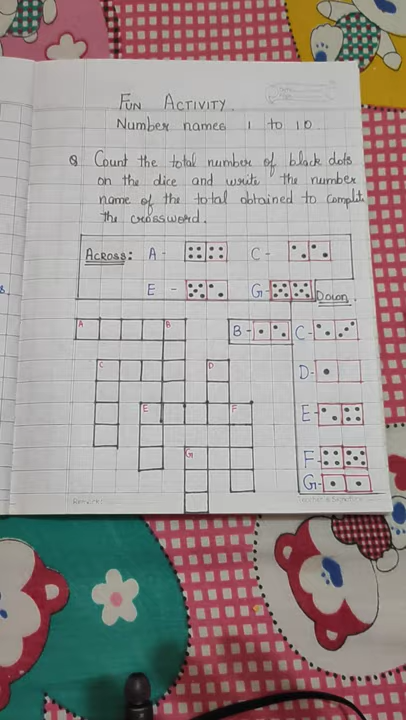 FUN ACTIVITY.
Number names 1 to 10.
Q Count the total number of black dots
on the dice and write the number
name of the total obtained to complete
the crossword.
ACROSS: A - C -
E - G -
Down.
A B
B - C -
C D
D -
E F
E -
G
F -
G -